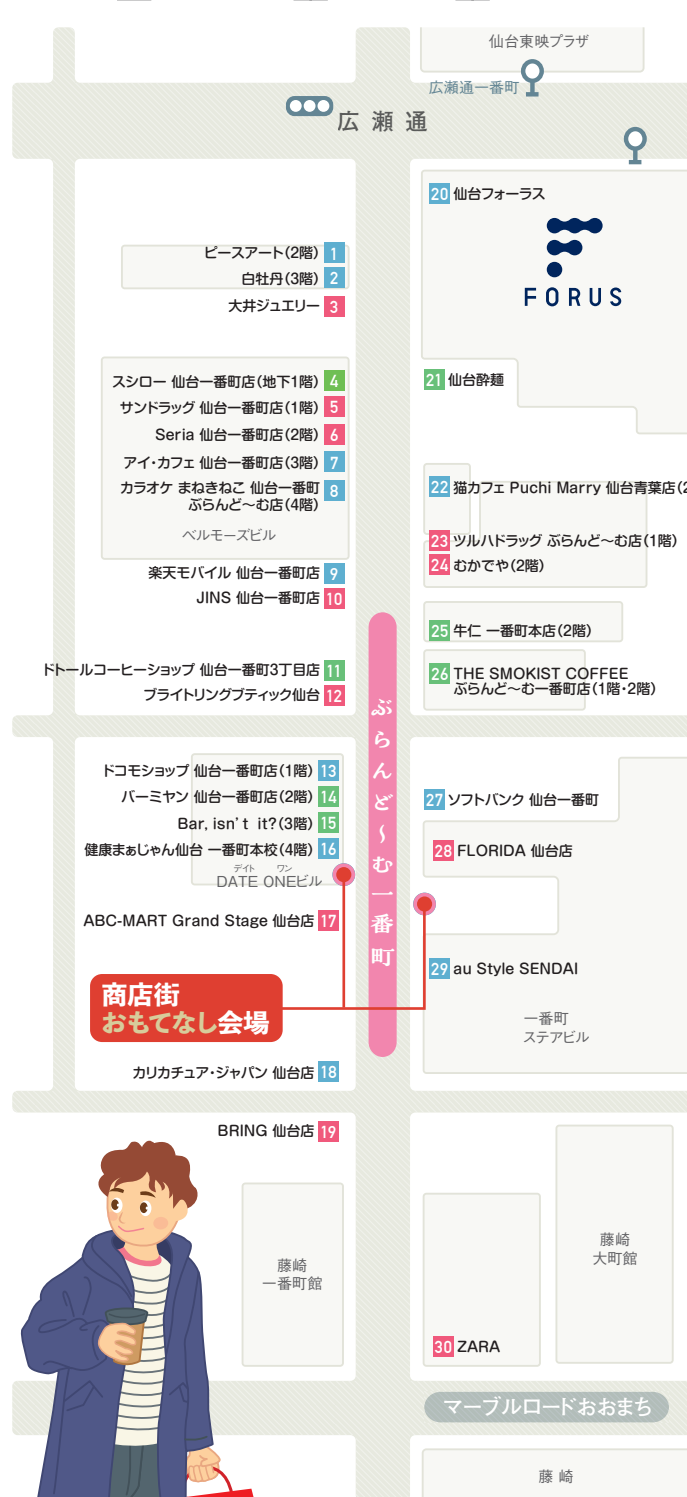 仙台東映プラザ
広瀬通一番町
広瀬通
20 仙台フォーラス
FORUS
ピースアート(2階) 1
白牡丹(3階) 2
大井ジュエリー 3
スシロー 仙台一番町店(地下1階) 4
サンドラッグ 仙台一番町店(1階) 5
Seria 仙台一番町店(2階) 6
アイ・カフェ 仙台一番町店(3階) 7
カラオケ まねきねこ 仙台一番町 8
ぶらんど〜む店(4階)
ベルモーズビル
楽天モバイル 仙台一番町店 9
JINS 仙台一番町店 10
ドトールコーヒーショップ 仙台一番町3丁目店 11
ブライトリングブティック仙台 12
21 仙台酔麺
22 猫カフェ Puchi Marry 仙台青葉店(2
23 ツルハドラッグ ぶらんど〜む店(1階)
24 むかでや(2階)
25 牛仁 一番町本店(2階)
26 THE SMOKIST COFFEE
ぶらんど〜む一番町店(1階・2階)
ぶらんど〜む一番町
ドコモショップ 仙台一番町店(1階) 13
バーミヤン 仙台一番町店(2階) 14
Bar, isn't it?(3階) 15
健康まぁじゃん仙台 一番町本校(4階) 16
デイト ワン
DATE ONEビル
ABC-MART Grand Stage 仙台店 17
商店街
おもてなし会場
カリカチュア・ジャパン 仙台店 18
27 ソフトバンク 仙台一番町
28 FLORIDA 仙台店
29 au Style SENDAI
一番町
ステアビル
BRING 仙台店 19
藤崎
一番町館
藤崎
大町館
30 ZARA
マーブルロードおおまち
藤崎